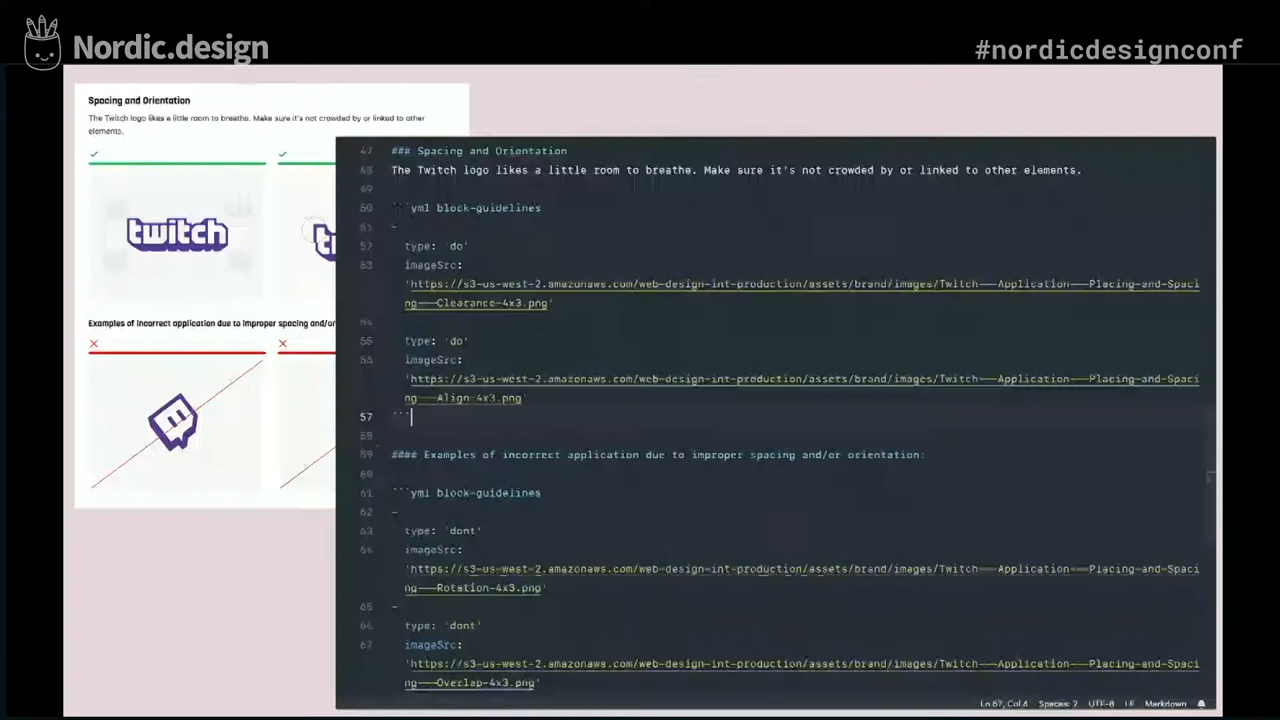 Nordic.design
#nordicdesignconf
Spacing and Orientation
The Twitch logo likes a little room to breathe. Make sure it's not crowded by or linked to other
elements.
twitch
Examples of incorrect application due to improper spacing and/or
47 ### Spacing and Orientation
68 The Twitch logo likes a little room to breathe. Make sure it's not crowded by or linked to other elements.
69
50 ```yml block-guidelines
51 -
52 type: 'do'
53 imageSrc:
'https://s3-us-west-2.amazonaws.com/web-design-int-production/assets/brand/images/Twitch---Application---Placing-and-Spaci
ng---Clearance-4x3.png'
54 -
55 type: 'do'
56 imageSrc:
'https://s3-us-west-2.amazonaws.com/web-design-int-production/assets/brand/images/Twitch---Application---Placing-and-Spaci
ng---Align-4x3.png'
57 ```
58
59 #### Examples of incorrect application due to improper spacing and/or orientation:
60
61 ```yml block-guidelines
-
63 type: 'dont'
64 imageSrc:
'https://s3-us-west-2.amazonaws.com/web-design-int-production/assets/brand/images/Twitch---Application---Placing-and-Spaci
ng---Rotation-4x3.png'
65 -
66 type: 'dont'
67 imageSrc:
'https://s3-us-west-2.amazonaws.com/web-design-int-production/assets/brand/images/Twitch---Application---Placing-and-Spaci
ng---Overlap-4x3.png'
Ln 57, Col 4 Spaces: 2 UTF-8 LF Markdown